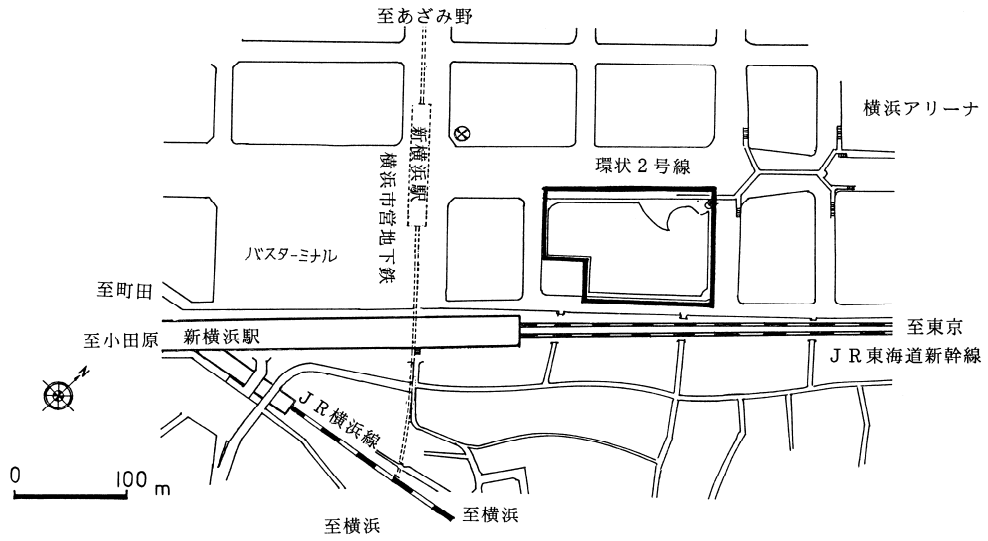 至あざみ野
横浜アリーナ
新横浜駅
横浜市営地下鉄
環状2号線
バスターミナル
至町田
至小田原
新横浜駅
至東京
JR東海道新幹線
N
JR横浜線
0 100m
至横浜
至横浜